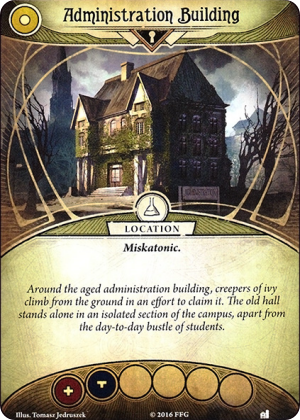 Administration Building
LOCATION
Miskatonic.
Around the aged administration building, creepers of ivy
climb from the ground in an effort to claim it. The old hall
stands alone in an isolated section of the campus, apart from
the day-to-day bustle of students.
Illus. Tomasz Jedruszek
© 2016 FFG